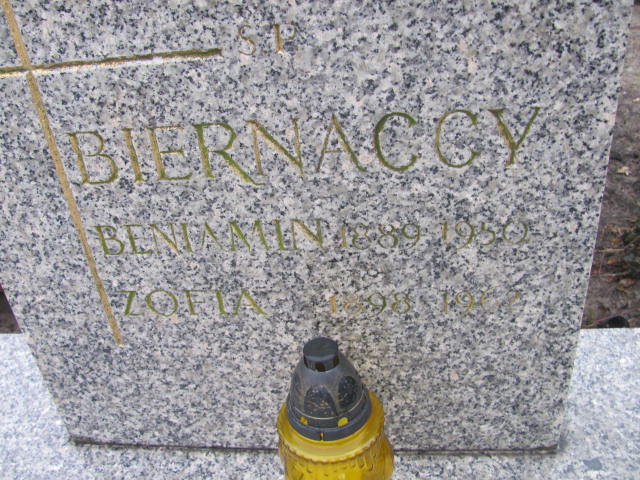 Ś.P.
BIERNACCY
BENIAMIN 1889 1950
ZOFIA 1898